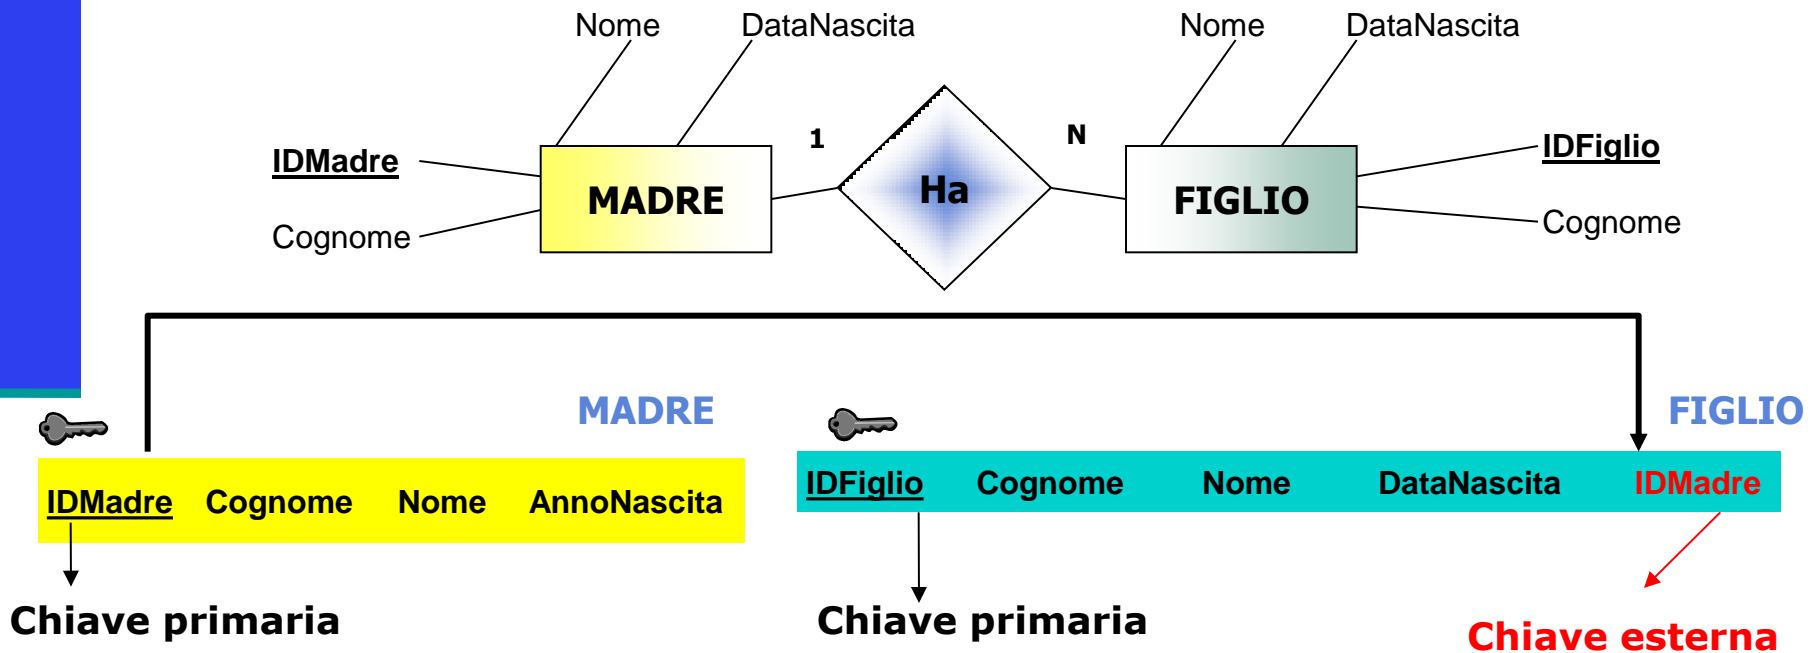 Nome DataNascita Nome DataNascita
1 N
IDMadre IDFiglio
MADRE Ha FIGLIO
Cognome Cognome
MADRE FIGLIO
IDMadre Cognome Nome AnnoNascita
IDFiglio Cognome Nome DataNascita IDMadre
Chiave primaria Chiave primaria
Chiave esterna